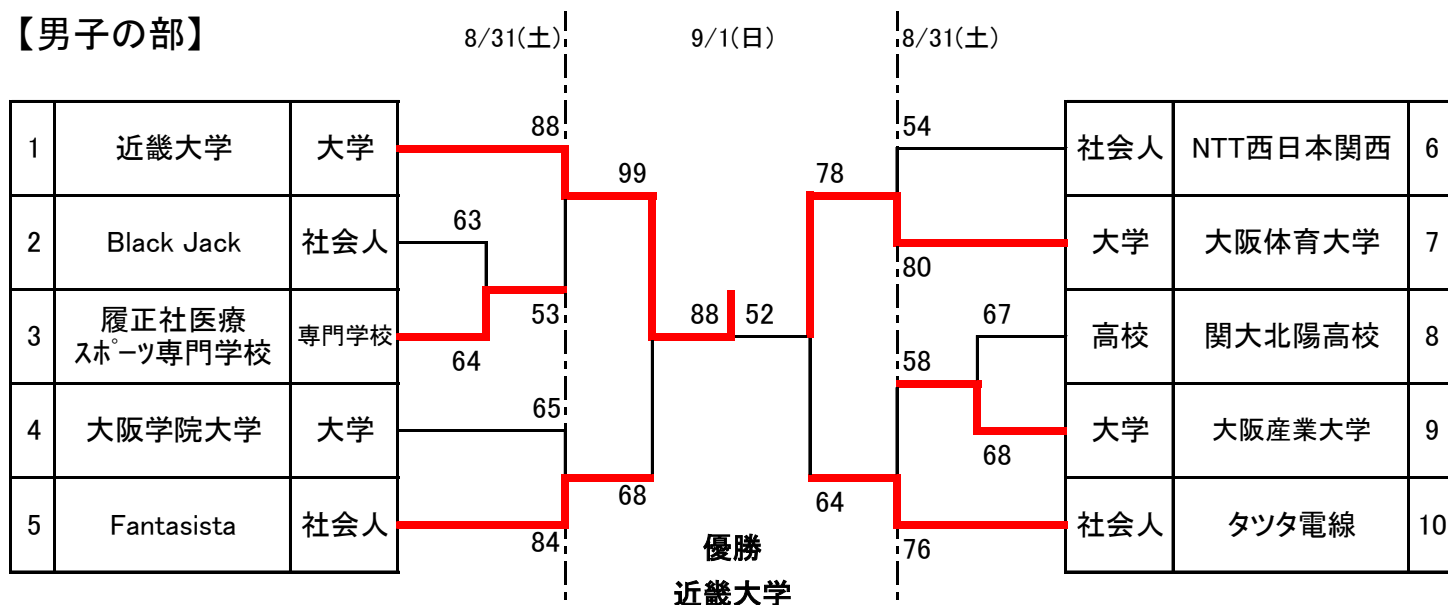 【男子の部】
8/31(土)
9/1(日)
8/31(土)
1 近畿大学 大学
2 Black Jack 社会人
3 履正社医療
スポーツ専門学校 専門学校
4 大阪学院大学 大学
5 Fantasista 社会人
88
63
53
64
65
84
99
68
88 52
78
64
54
80
67
58
68
76
社会人 NTT西日本関西 6
大学 大阪体育大学 7
高校 関大北陽高校 8
大学 大阪産業大学 9
社会人 タツタ電線 10
優勝
近畿大学